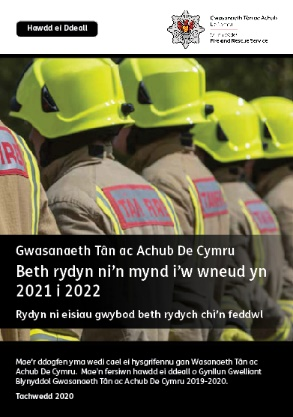 Hawdd ei Ddeall
Gwasanaeth Tân ac Achub
De Cymru
South Wales
Fire and Rescue Service
TÂN
FIRE
Gwasanaeth Tân ac Achub De Cymru
Beth rydyn ni'n mynd i'w wneud yn
2021 i 2022
Rydyn ni eisiau gwybod beth rydych chi'n feddwl
Mae'r ddogfen yma wedi cael ei hysgrifennu gan Wasanaeth Tân ac
Achub De Cymru. Mae'n fersiwn hawdd ei ddeall o Gynllun Gwelliant
Blynyddol Gwasanaeth Tân ac Achub De Cymru 2019-2020.
Tachwedd 2020